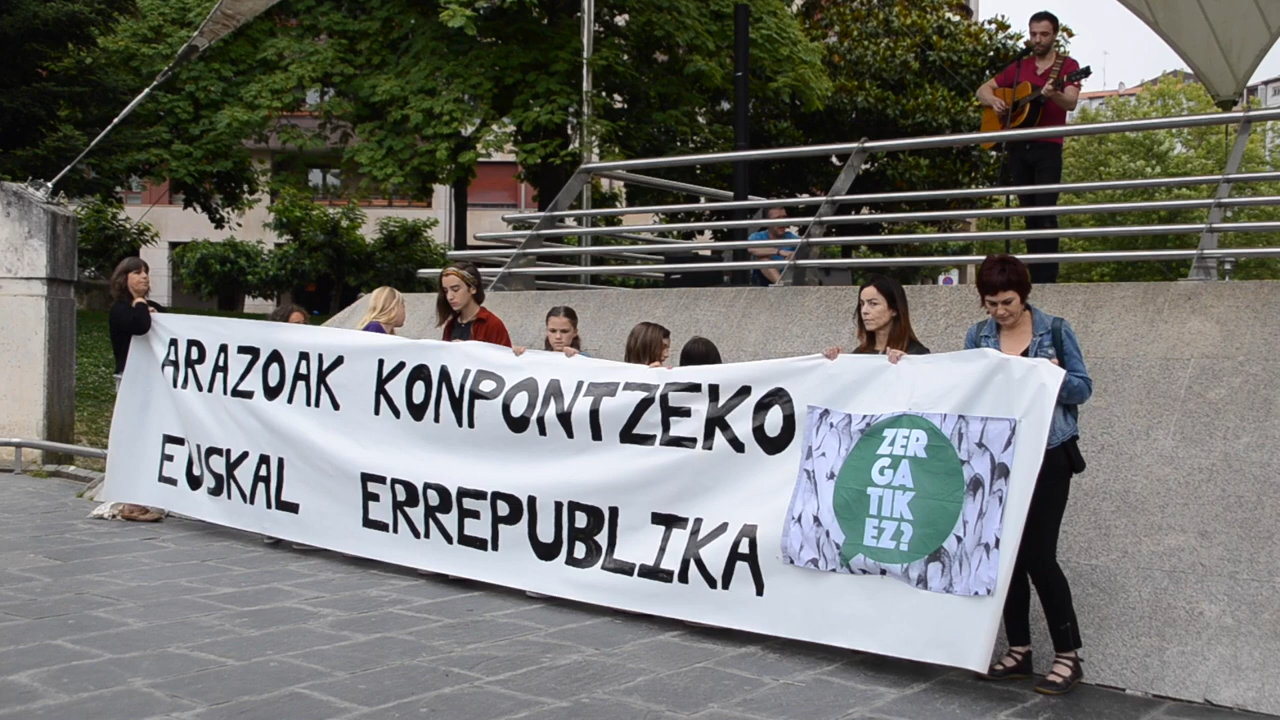 ARAZOAK KONPONTZEKO
EUSKAL ERREPUBLIKA
ZER
GA
TIK
EZ?